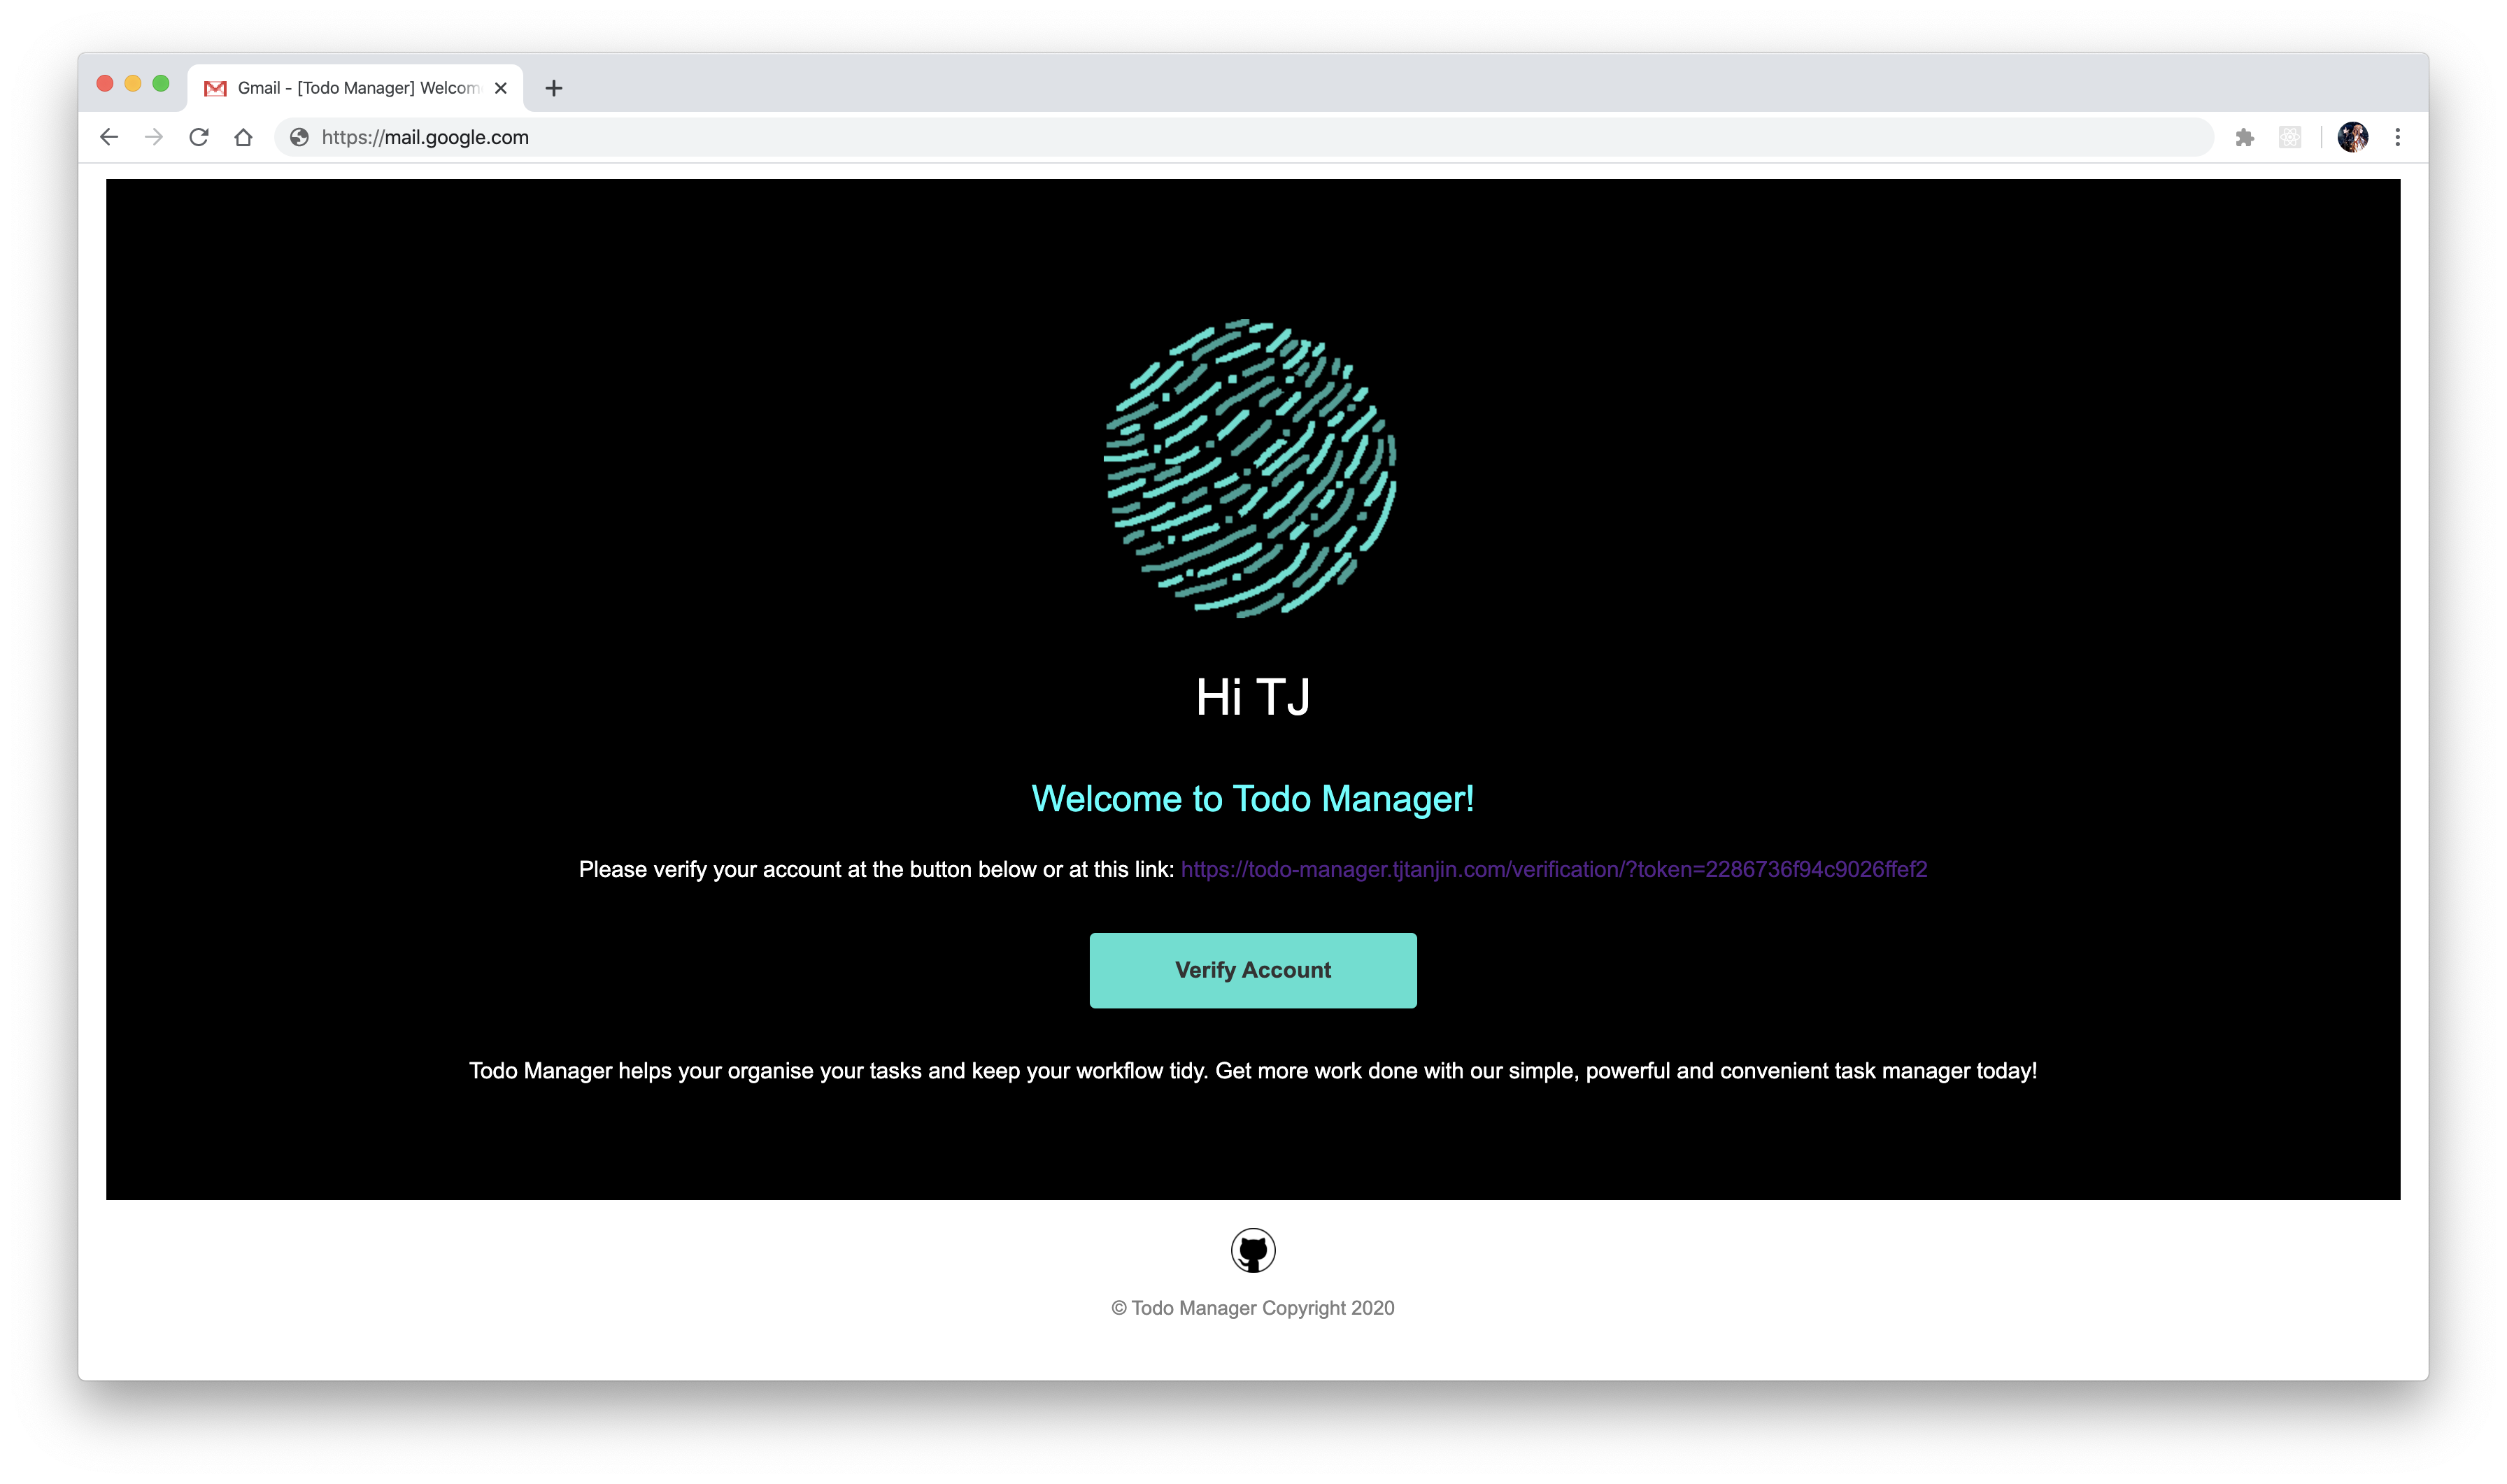 Gmail - [Todo Manager] Welcom
https://mail.google.com
Hi TJ
Welcome to Todo Manager!
Please verify your account at the button below or at this link: https://todo-manager.tjtanjin.com/verification/?token=2286736f94c9026ffef2
Verify Account
Todo Manager helps your organise your tasks and keep your workflow tidy. Get more work done with our simple, powerful and convenient task manager today!
© Todo Manager Copyright 2020